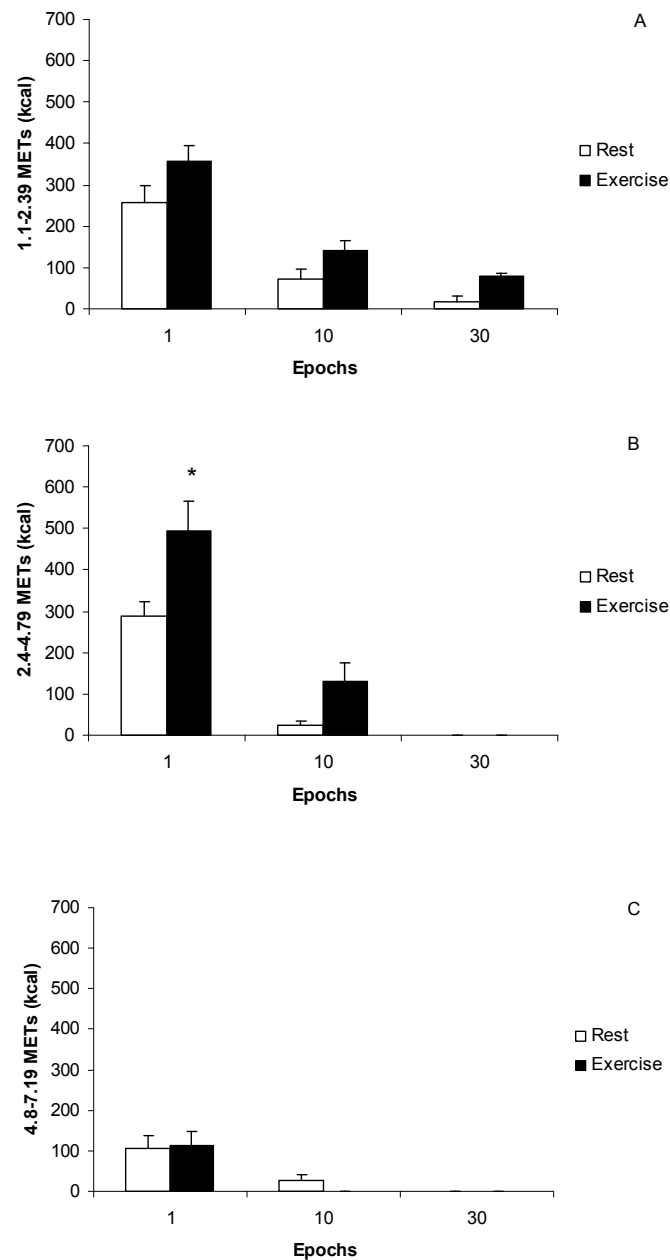 A
700
600
500
400
300
200
100
0
1.1-2.39 METs (kcal)
Rest
Exercise
1 10 30
Epochs
B
700
600
500
400
300
200
100
0
2.4-4.79 METs (kcal)
*
Rest
Exercise
1 10 30
Epochs
C
700
600
500
400
300
200
100
0
4.8-7.19 METs (kcal)
Rest
Exercise
1 10 30
Epochs